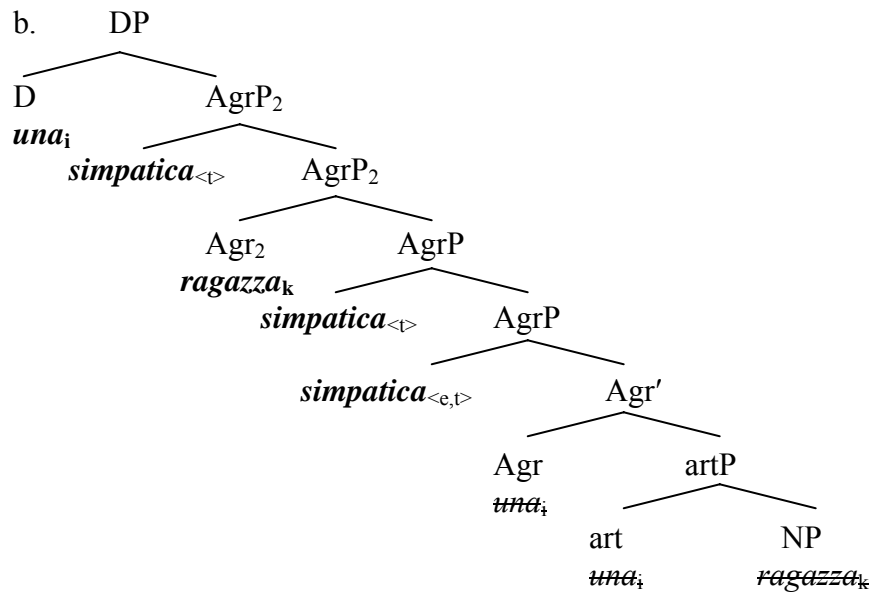 b. DP
D AgrP₂
unaᵢ
simpatica<t> AgrP₂
Agr₂ AgrP
ragazzaₖ
simpatica<t> AgrP
simpatica<e,t> Agr′
Agr artP
unaᵢ
art NP
unaᵢ ragazzaₖ